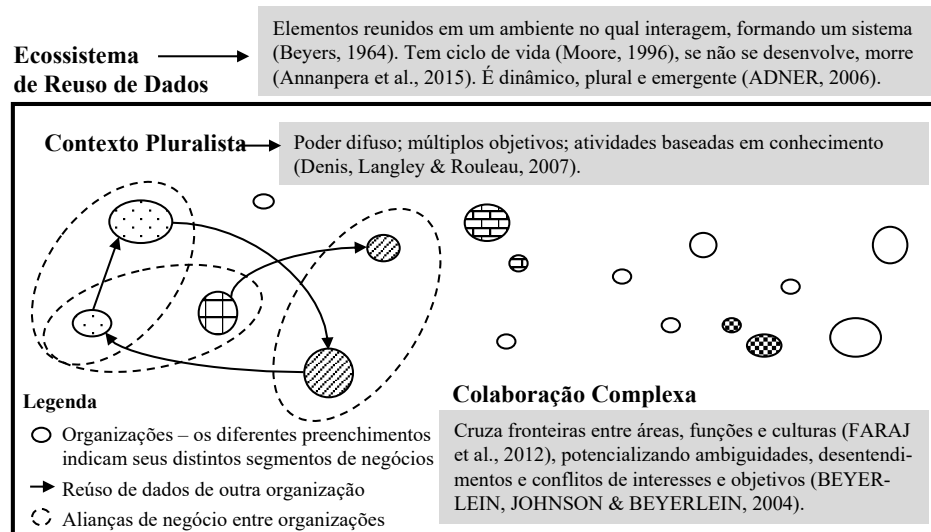 Ecossistema
de Reuso de Dados
Elementos reunidos em um ambiente no qual interagem, formando um sistema
(Beyers, 1964). Tem ciclo de vida (Moore, 1996), se não se desenvolve, morre
(Annanpera et al., 2015). É dinâmico, plural e emergente (ADNER, 2006).
Contexto Pluralista
Poder difuso; múltiplos objetivos; atividades baseadas em conhecimento
(Denis, Langley & Rouleau, 2007).
Legenda
Organizações – os diferentes preenchimentos
indicam seus distintos segmentos de negócios
Reúso de dados de outra organização
Alianças de negócio entre organizações
Colaboração Complexa
Cruza fronteiras entre áreas, funções e culturas (FARAJ
et al., 2012), potencializando ambiguidades, desentendi-
mentos e conflitos de interesses e objetivos (BEYER-
LEIN, JOHNSON & BEYERLEIN, 2004).